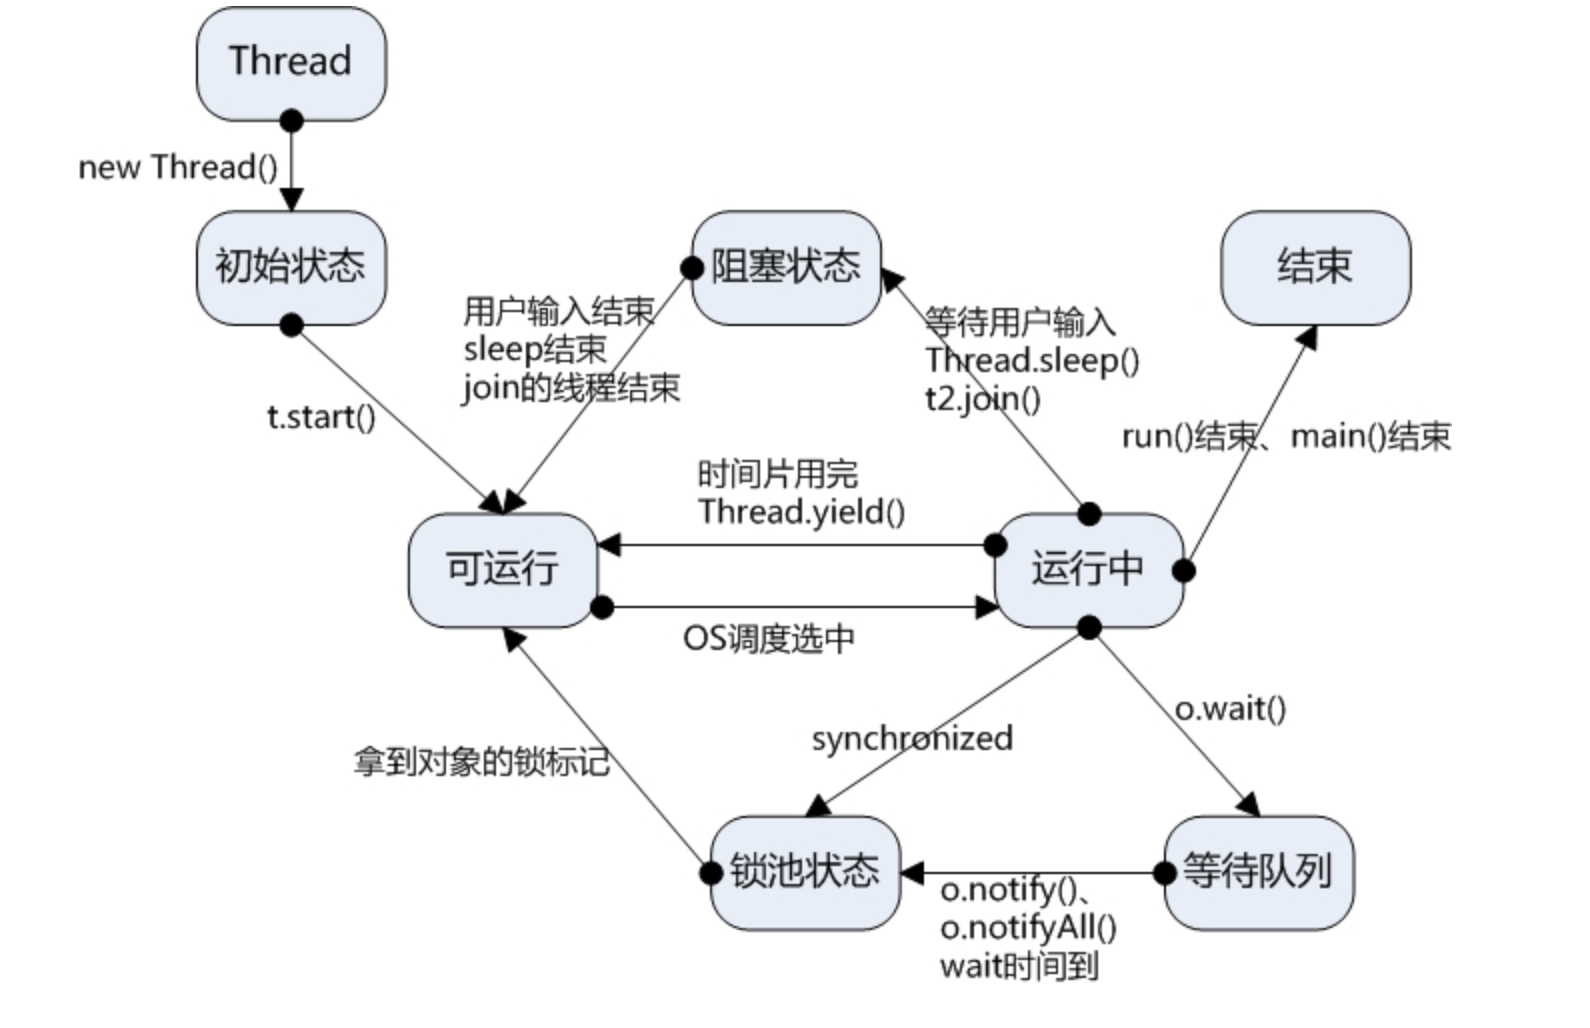 Thread
new Thread()
初始状态
阻塞状态
结束
用户输入结束
sleep结束
join的线程结束
等待用户输入
Thread.sleep()
t2.join()
t.start()
run()结束、main()结束
时间片用完
Thread.yield()
可运行
运行中
OS调度选中
o.wait()
synchronized
拿到对象的锁标记
锁池状态
等待队列
o.notify()、
o.notifyAll()
wait时间到